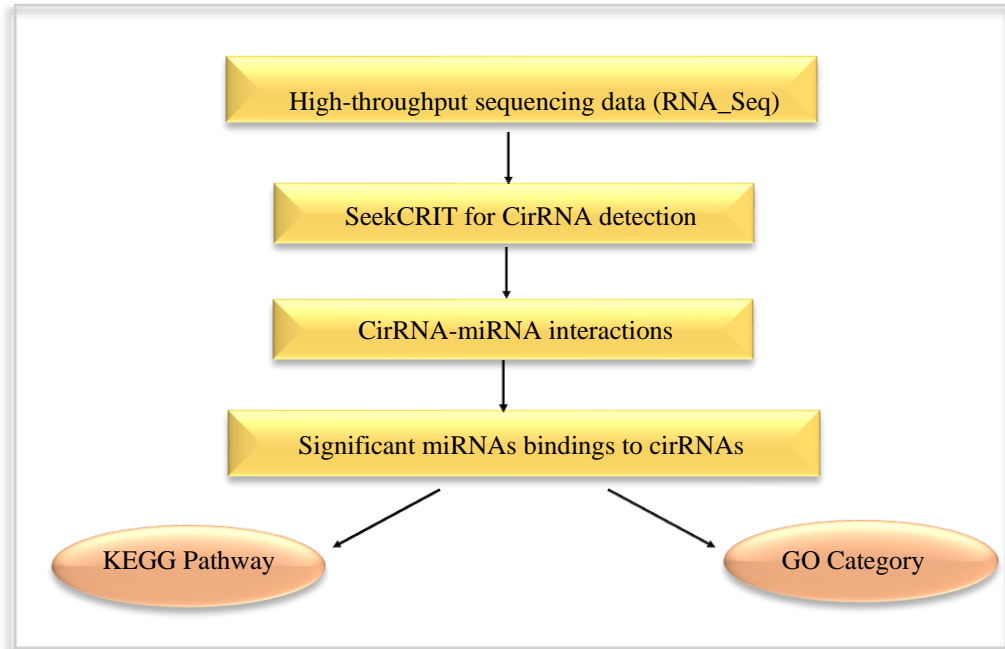 High-throughput sequencing data (RNA_Seq)
SeekCRIT for CirRNA detection
CirRNA-miRNA interactions
Significant miRNAs bindings to cirRNAs
KEGG Pathway
GO Category